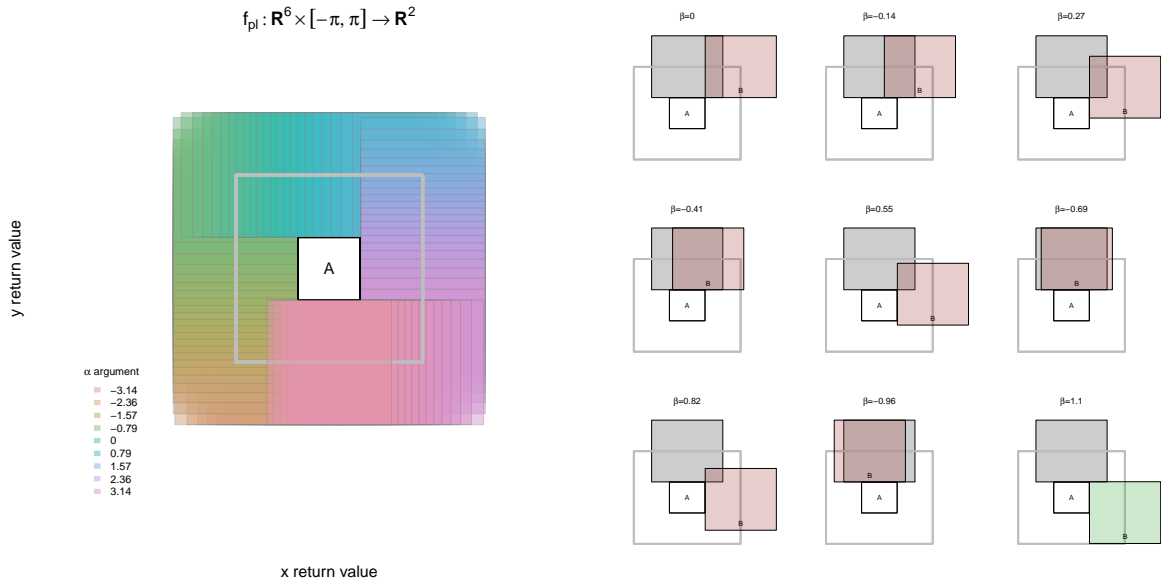 f_pl : R^6 × [−π, π] → R^2
y return value
x return value
A
α argument
−3.14
−2.36
−1.57
−0.79
0
0.79
1.57
2.36
3.14
β=0
B
A
β=−0.14
B
A
β=0.27
A
B
β=−0.41
B
A
β=0.55
A
B
β=−0.69
B
A
β=0.82
A
B
β=−0.96
B
A
β=1.1
A
B